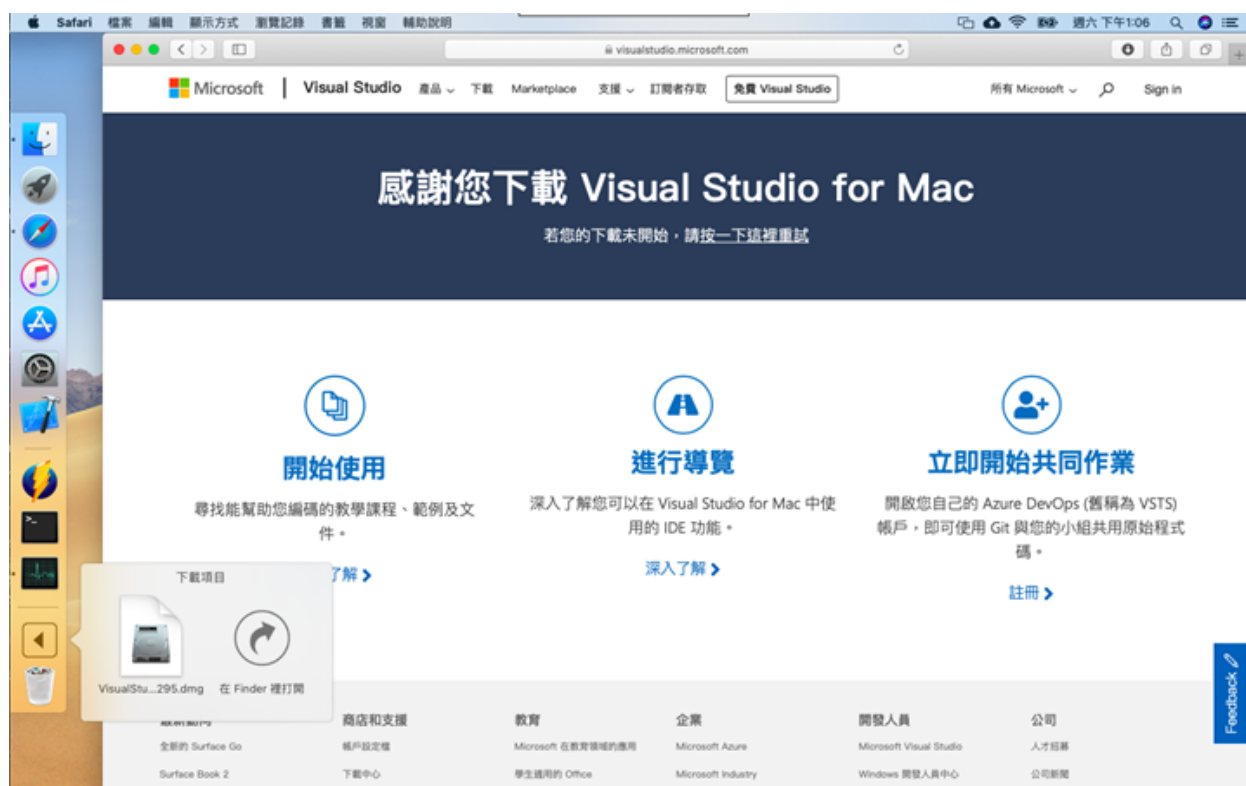 Safari 檔案 編輯 顯示方式 瀏覽記錄 書籤 視窗 輔助說明 週六 下午1:06
visualstudio.microsoft.com
Microsoft | Visual Studio 產品 下載 Marketplace 支援 訂閱者存取 免費 Visual Studio 所有 Microsoft Sign in
感謝您下載 Visual Studio for Mac
若您的下載未開始，請按一下這裡重試
開始使用
尋找能幫助您編碼的教學課程、範例及文
件。
了解
進行導覽
深入了解您可以在 Visual Studio for Mac 中使
用的 IDE 功能。
深入了解
立即開始共同作業
開啟您自己的 Azure DevOps (舊稱為 VSTS)
帳戶，即可使用 Git 與您的小組共用原始程式
碼。
註冊
下載項目
VisualStu...295.dmg 在 Finder 裡打開
Feedback
商店和支援 教育 企業 開發人員 公司
全新的 Surface Go 帳戶設定檔 Microsoft 在教育領域的應用 Microsoft Azure Microsoft Visual Studio 人才招募
Surface Book 2 下載中心 學生適用的 Office Microsoft Industry Windows 開發人員中心 公司新聞